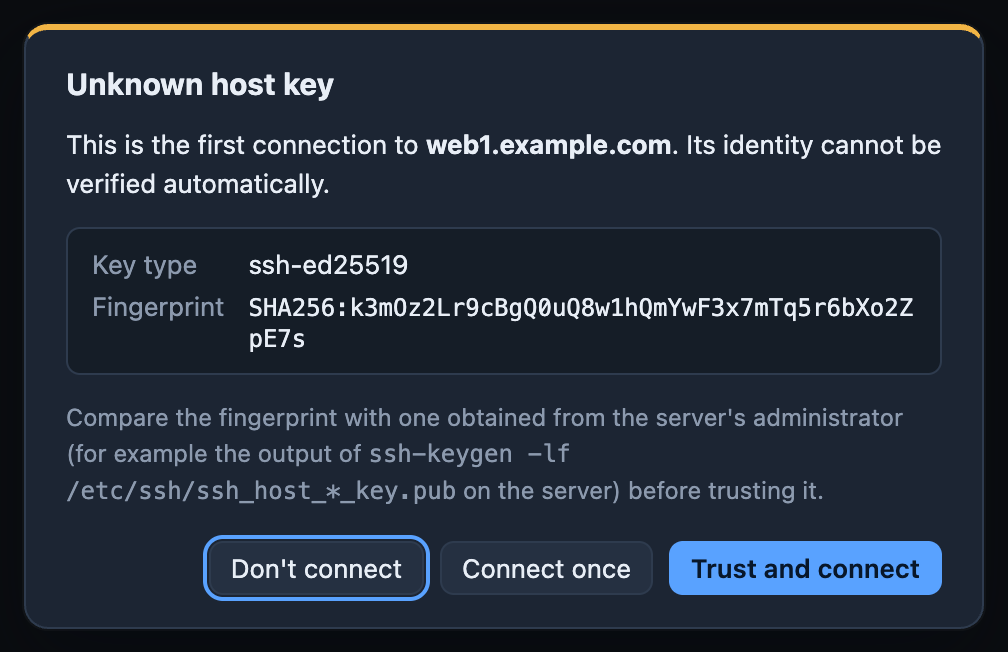 Unknown host key
This is the first connection to web1.example.com. Its identity cannot be
verified automatically.
Key type ssh-ed25519
Fingerprint SHA256:k3mOz2Lr9cBgQ0uQ8w1hQmYwF3x7mTq5r6bXo2Z
pE7s
Compare the fingerprint with one obtained from the server's administrator
(for example the output of ssh-keygen -lf
/etc/ssh/ssh_host_*_key.pub on the server) before trusting it.
Don't connect Connect once Trust and connect